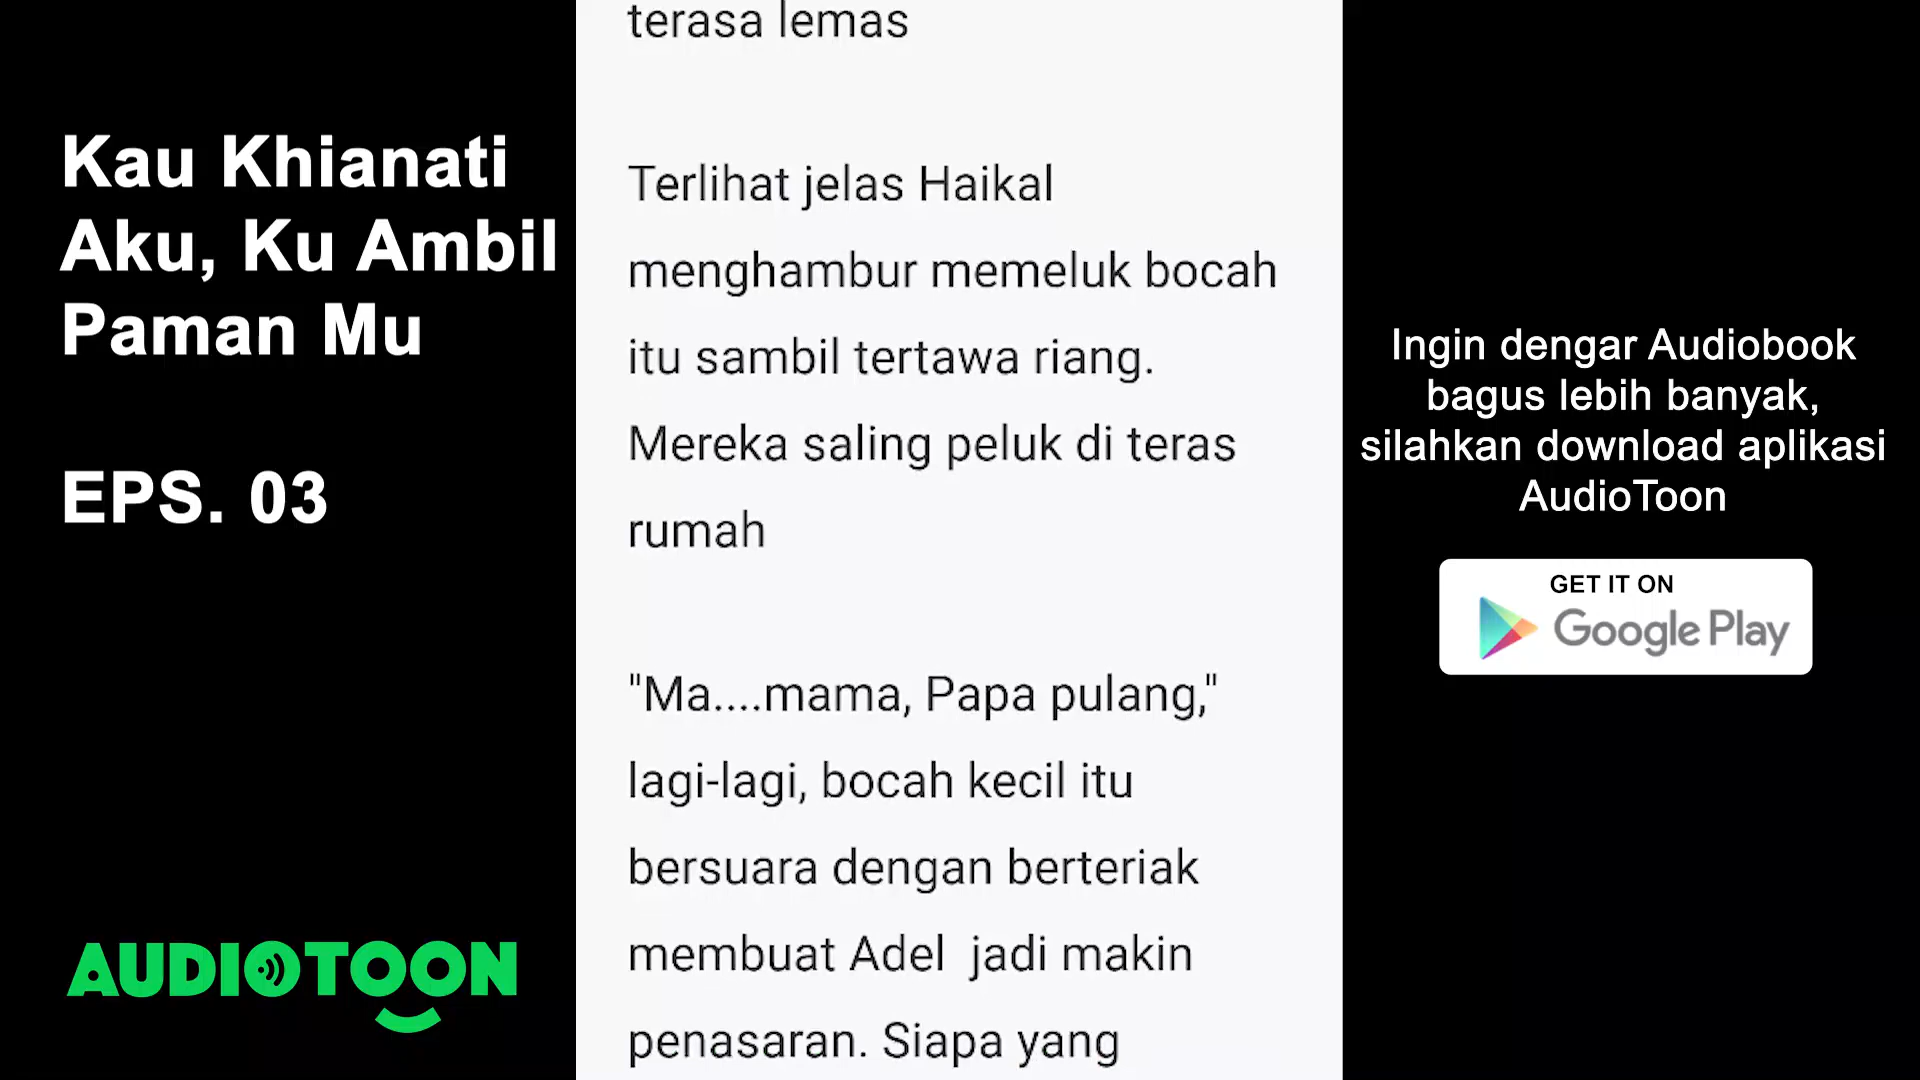 Kau Khianati
Aku, Ku Ambil
Paman Mu
EPS. 03
AUDIOTOON
terasa lemas
Terlihat jelas Haikal
menghambur memeluk bocah
itu sambil tertawa riang.
Mereka saling peluk di teras
rumah
"Ma....mama, Papa pulang,"
lagi-lagi, bocah kecil itu
bersuara dengan berteriak
membuat Adel  jadi makin
penasaran. Siapa yang
Ingin dengar Audiobook
bagus lebih banyak,
silahkan download aplikasi
AudioToon
GET IT ON
Google Play